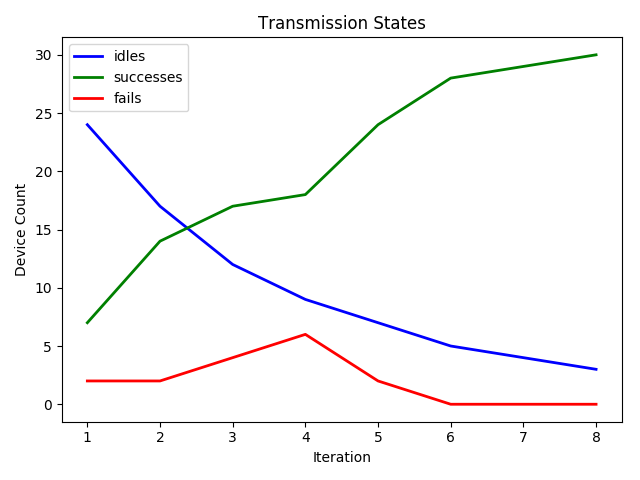 Transmission States
idles
successes
fails
30
25
20
15
10
5
0
Device Count
1 2 3 4 5 6 7 8
Iteration